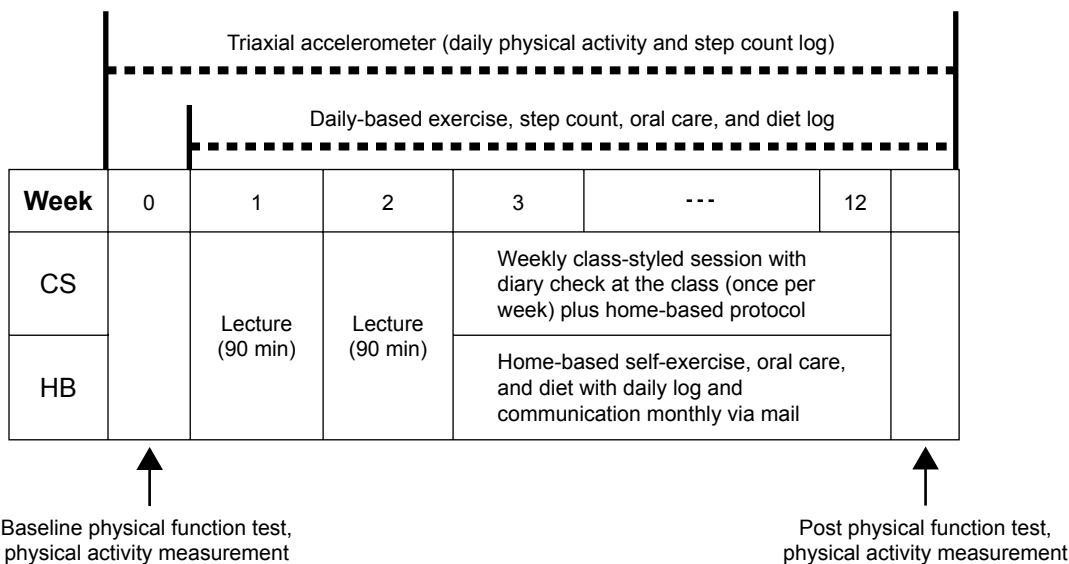 Triaxial accelerometer (daily physical activity and step count log)
Daily-based exercise, step count, oral care, and diet log
Week 0 1 2 3 --- 12
CS
Lecture
(90 min)
Lecture
(90 min)
Weekly class-styled session with
diary check at the class (once per
week) plus home-based protocol
HB
Home-based self-exercise, oral care,
and diet with daily log and
communication monthly via mail
Baseline physical function test,
physical activity measurement
Post physical function test,
physical activity measurement